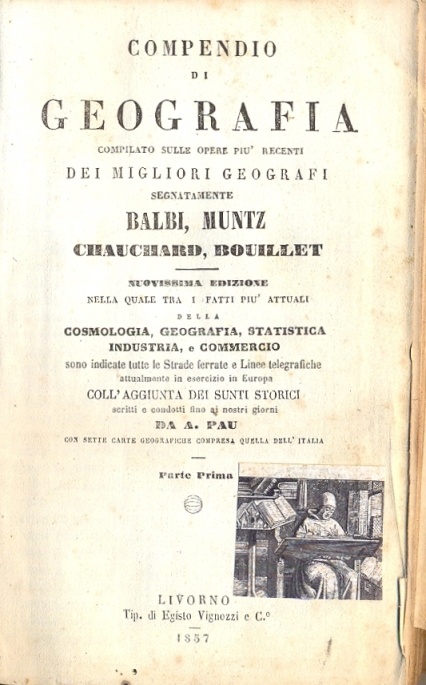 COMPENDIO
DI
GEOGRAFIA
COMPILATO SULLE OPERE PIU' RECENTI
DEI MIGLIORI GEOGRAFI
SEGNATAMENTE
BALBI, MUNTZ
CHAUCHARD, BOUILLET
NUOVISSIMA EDIZIONE
NELLA QUALE TRA I FATTI PIU' ATTUALI
DELLA
COSMOLOGIA, GEOGRAFIA, STATISTICA
INDUSTRIA, e COMMERCIO
sono indicate tutte le Strade ferrate e Linee telegrafiche
attualmente in esercizio in Europa
COLL'AGGIUNTA DEI SUNTI STORICI
scritti e condotti fino ai nostri giorni
DA A. PAU
CON SETTE CARTE GEOGRAFICHE COMPRESA QUELLA DELL'ITALIA
Parte Prima
LIVORNO
Tip. di Egisto Vignozzi e C.°
1857